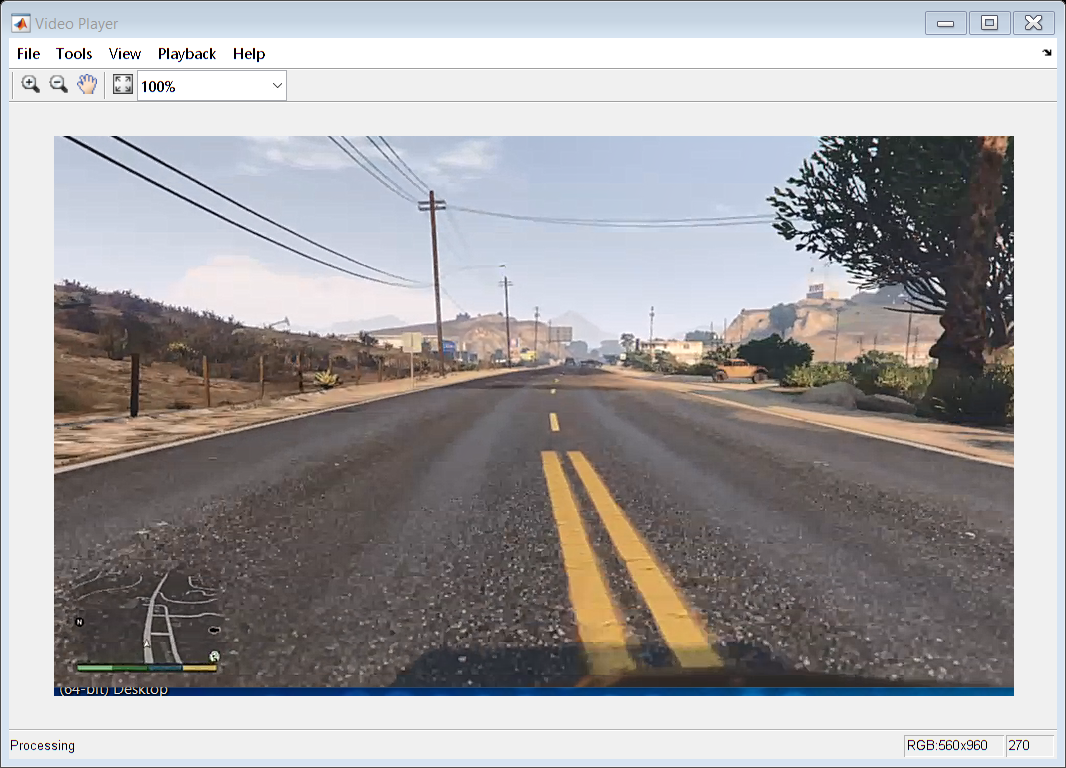 Video Player
File Tools View Playback Help
100%
N
(64-bit) Desktop
Processing
RGB:560x960
270